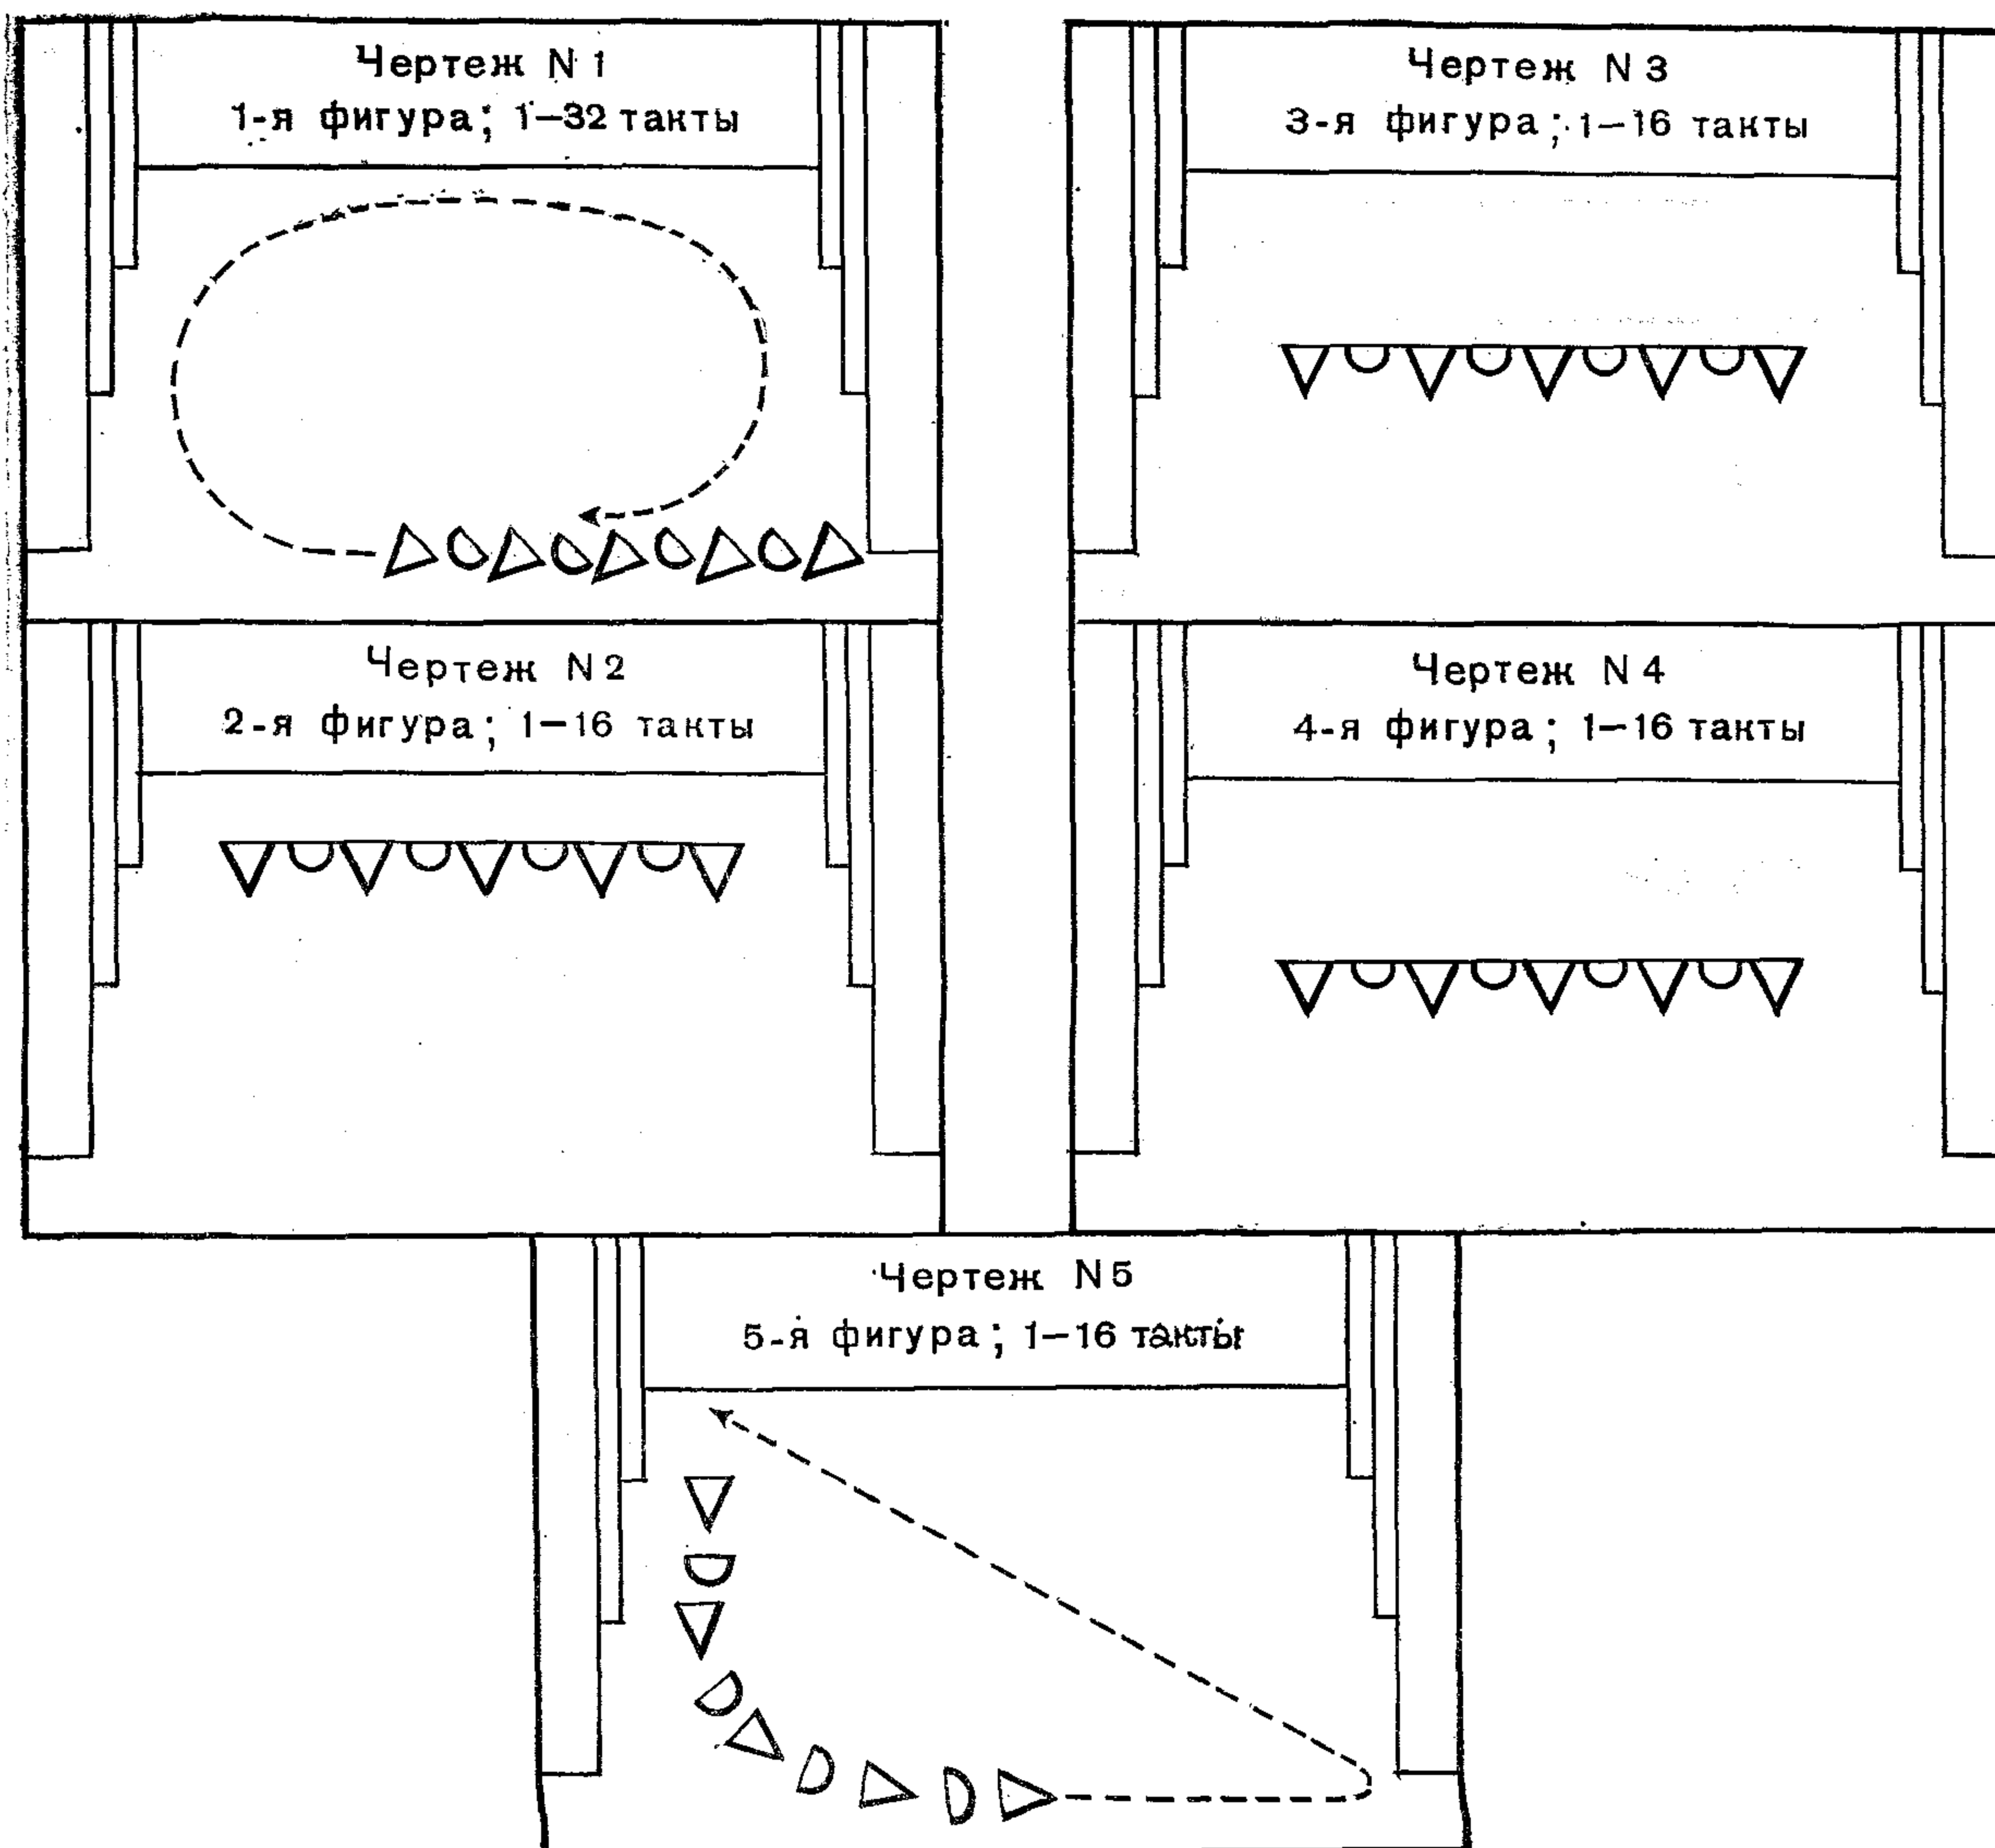 Чертеж N 1
1-я фигура; 1–32 такты
Чертеж N 2
2-я фигура; 1–16 такты
Чертеж N 3
3-я фигура; 1–16 такты
Чертеж N 4
4-я фигура; 1–16 такты
Чертеж N 5
5-я фигура; 1–16 такты